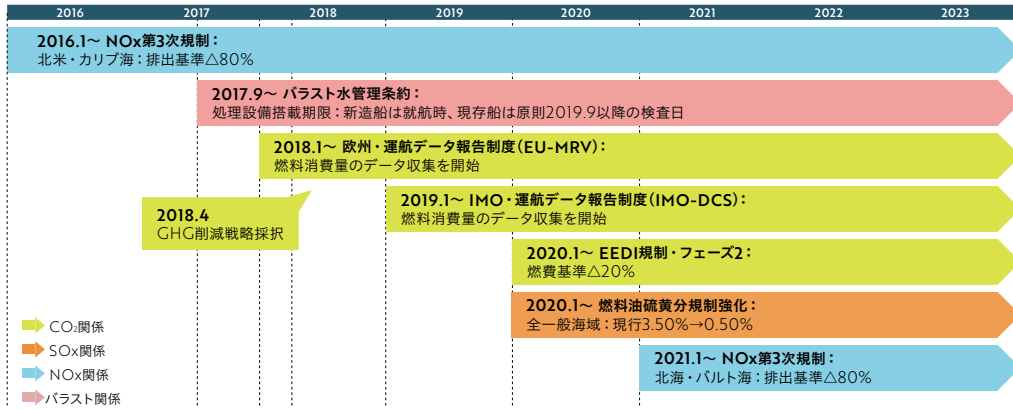 2016 2017 2018 2019 2020 2021 2022 2023
2016.1〜 NOx第3次規制：
北米・カリブ海：排出基準△80%
2017.9〜 バラスト水管理条約：
処理設備搭載期限：新造船は就航時、現存船は原則2019.9以降の検査日
2018.1〜 欧州・運航データ報告制度（EU-MRV）：
燃料消費量のデータ収集を開始
2018.4
GHG削減戦略採択
2019.1〜 IMO・運航データ報告制度（IMO-DCS）：
燃料消費量のデータ収集を開始
2020.1〜 EEDI規制・フェーズ2：
燃費基準△20%
2020.1〜 燃料油硫黄分規制強化：
全一般海域：現行3.50%→0.50%
2021.1〜 NOx第3次規制：
北海・バルト海：排出基準△80%
CO₂関係
SOx関係
NOx関係
バラスト関係